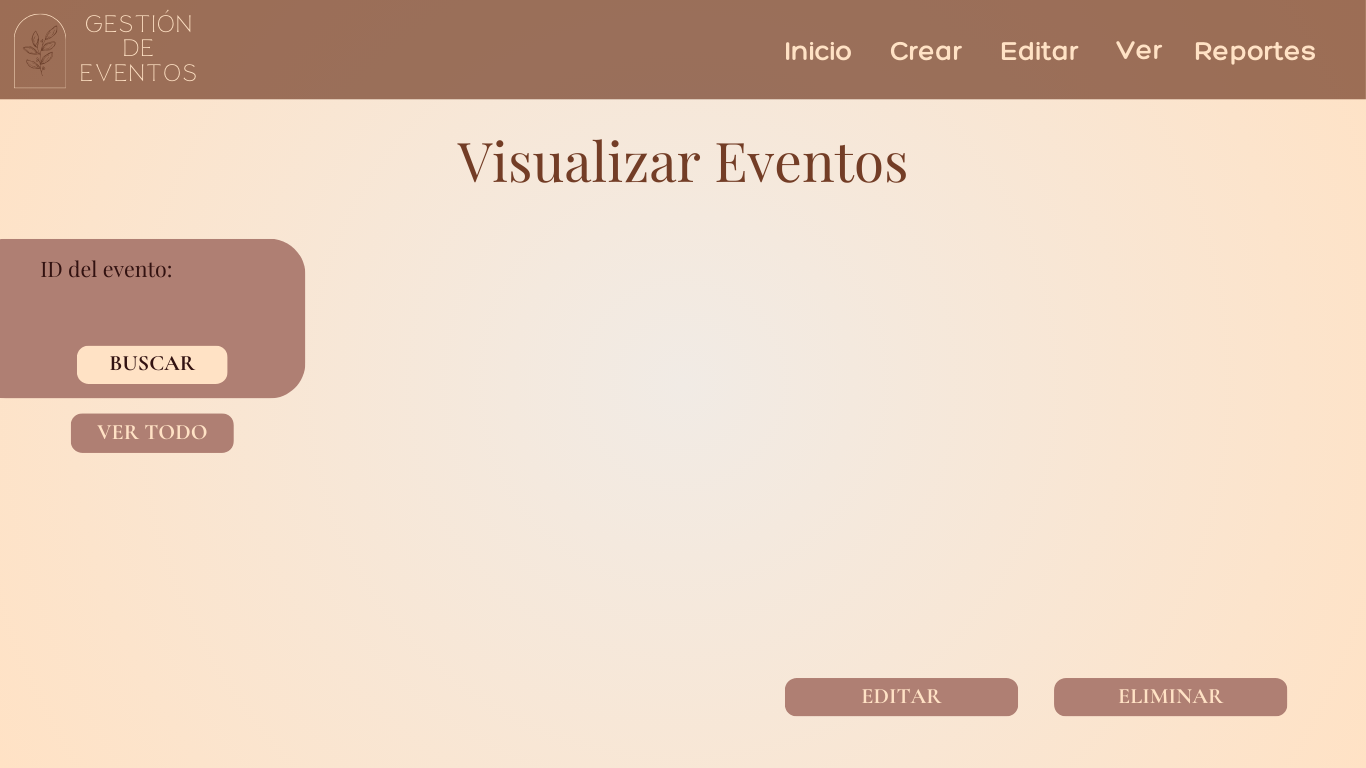 GESTIÓN
DE
EVENTOS
Inicio Crear Editar Ver Reportes
Visualizar Eventos
ID del evento:
BUSCAR
VER TODO
EDITAR ELIMINAR